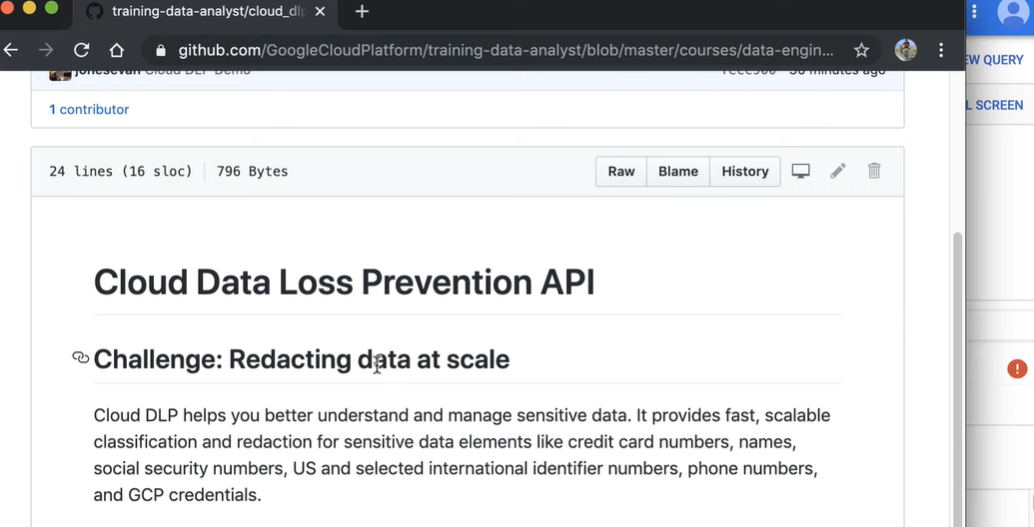 training-data-analyst/cloud_dl
github.com/GoogleCloudPlatform/training-data-analyst/blob/master/courses/data-engin...
EW QUERY
jonesevan Cloud DLP Demo
30 minutes ago
L SCREEN
1 contributor
24 lines (16 sloc) 796 Bytes
Raw Blame History
Cloud Data Loss Prevention API
Challenge: Redacting data at scale
Cloud DLP helps you better understand and manage sensitive data. It provides fast, scalable
classification and redaction for sensitive data elements like credit card numbers, names,
social security numbers, US and selected international identifier numbers, phone numbers,
and GCP credentials.